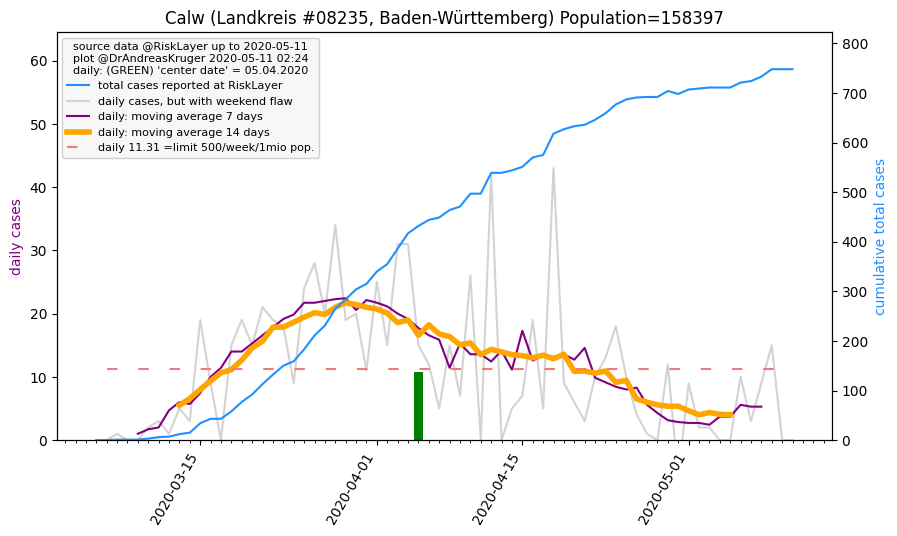 Calw (Landkreis #08235, Baden-Württemberg) Population=158397
source data @RiskLayer up to 2020-05-11
plot @DrAndreasKruger 2020-05-11 02:24
daily: (GREEN) 'center date' = 05.04.2020
total cases reported at RiskLayer
daily cases, but with weekend flaw
daily: moving average 7 days
daily: moving average 14 days
daily 11.31 =limit 500/week/1mio pop.
daily cases
60
50
40
30
20
10
0
cumulative total cases
800
700
600
500
400
300
200
100
0
2020-03-15
2020-04-01
2020-04-15
2020-05-01